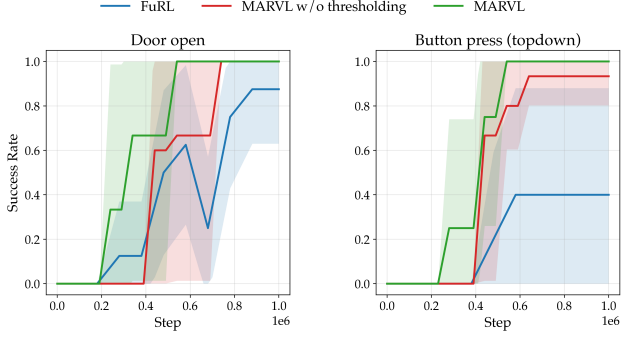 FuRL MARVL w/o thresholding MARVL
Door open
Button press (topdown)
Success Rate
1.0
0.8
0.6
0.4
0.2
0.0
0.0 0.2 0.4 0.6 0.8 1.0
1e6
Step
1.0
0.8
0.6
0.4
0.2
0.0
0.0 0.2 0.4 0.6 0.8 1.0
1e6
Step